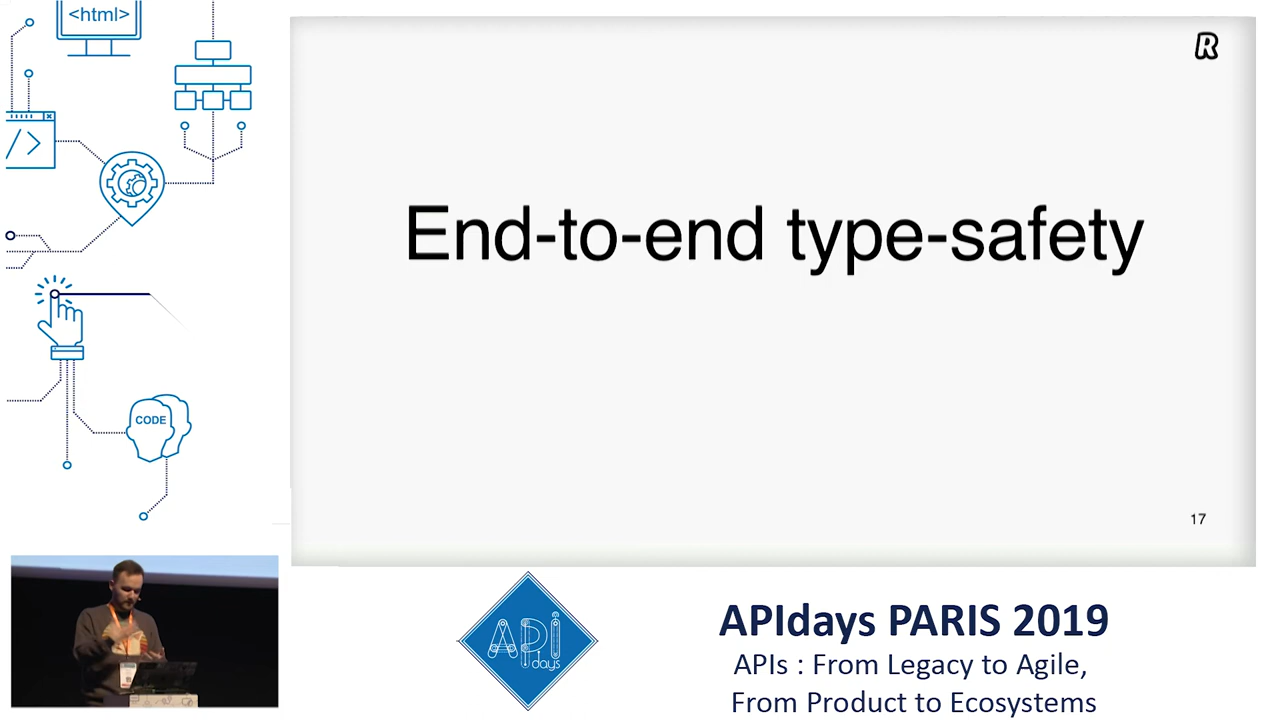 <html>
R
</>
End-to-end type-safety
CODE
17
API
days
APIdays PARIS 2019
APIs : From Legacy to Agile,
From Product to Ecosystems